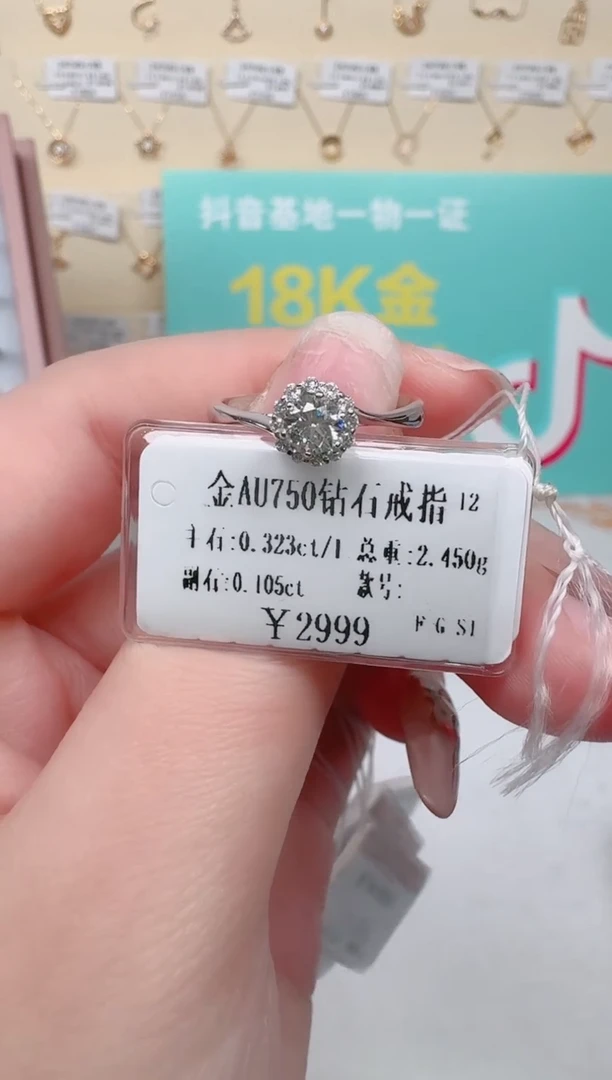 抖音基地一物一证
18K金
金AU750钻石戒指 12
主石:0.323ct/1 总重:2.450g
副石:0.105ct 款号:
￥2999 F G SI